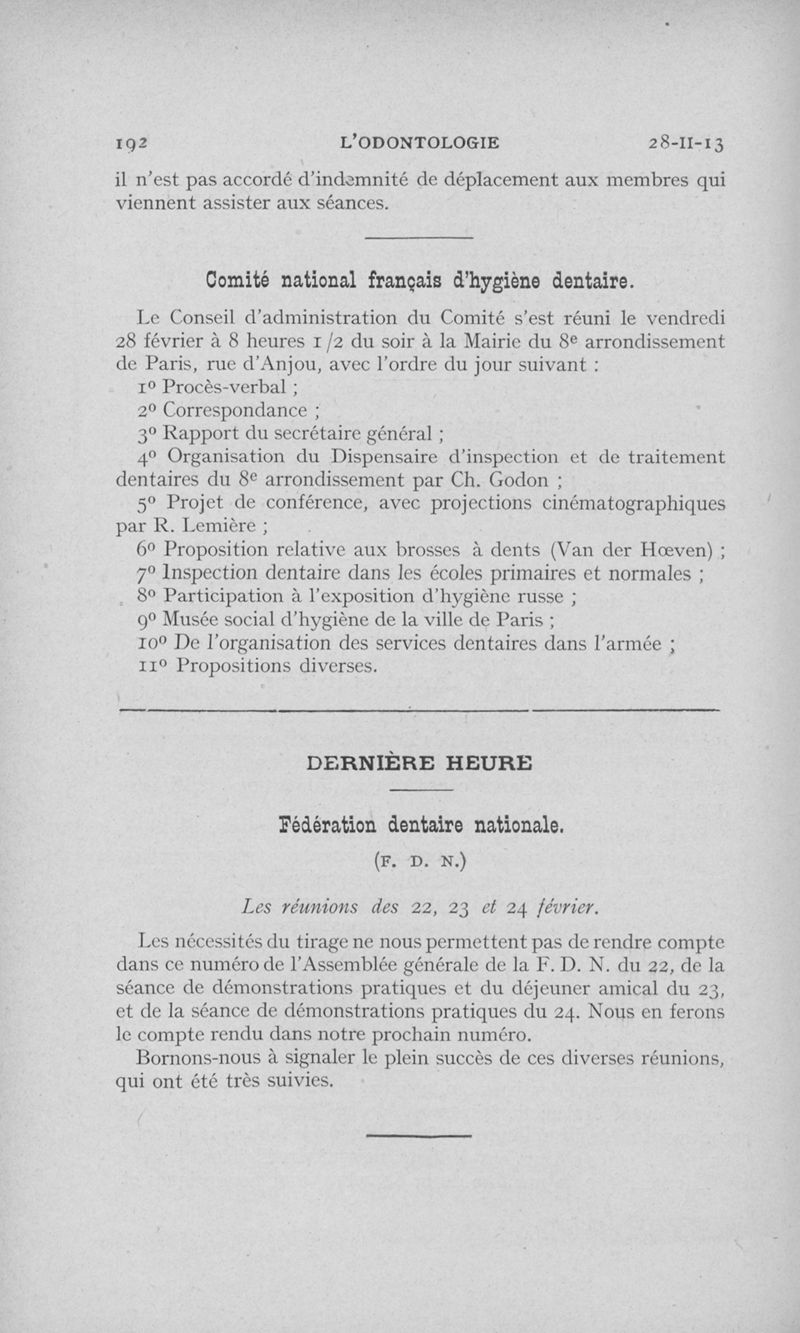 192 L'ODONTOLOGIE 28-II-13
il n'est pas accordé d'indemnité de déplacement aux membres qui
viennent assister aux séances.
Comité national français d'hygiène dentaire.
Le Conseil d'administration du Comité s'est réuni le vendredi
28 février à 8 heures 1/2 du soir à la Mairie du 8e arrondissement
de Paris, rue d'Anjou, avec l'ordre du jour suivant :
1º Procès-verbal ;
2º Correspondance ;
3º Rapport du secrétaire général ;
4º Organisation du Dispensaire d'inspection et de traitement
dentaires du 8e arrondissement par Ch. Godon ;
5º Projet de conférence, avec projections cinématographiques
par R. Lemière ;
6º Proposition relative aux brosses à dents (Van der Hœven) ;
7º Inspection dentaire dans les écoles primaires et normales ;
8º Participation à l'exposition d'hygiène russe ;
9º Musée social d'hygiène de la ville de Paris ;
10º De l'organisation des services dentaires dans l'armée ;
11º Propositions diverses.
DERNIÈRE HEURE
Fédération dentaire nationale.
(F. D. N.)
Les réunions des 22, 23 et 24 février.
Les nécessités du tirage ne nous permettent pas de rendre compte
dans ce numéro de l'Assemblée générale de la F. D. N. du 22, de la
séance de démonstrations pratiques et du déjeuner amical du 23,
et de la séance de démonstrations pratiques du 24. Nous en ferons
le compte rendu dans notre prochain numéro.
Bornons-nous à signaler le plein succès de ces diverses réunions,
qui ont été très suivies.